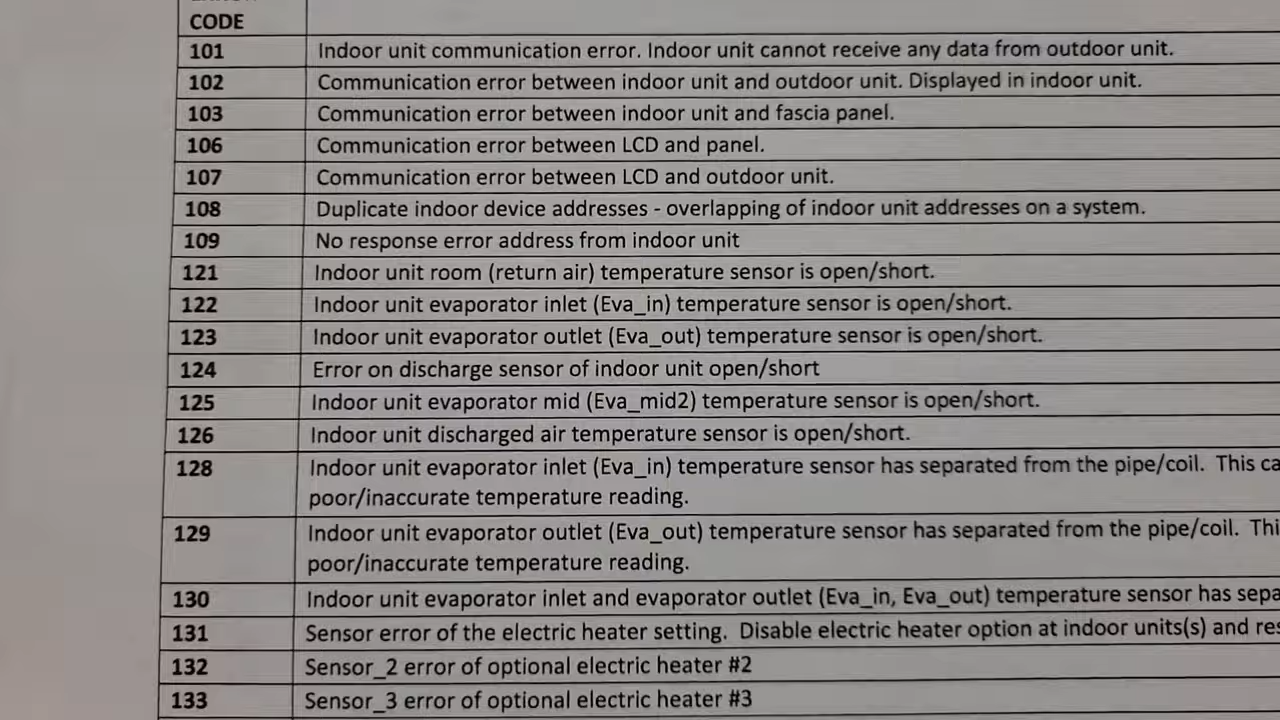 CODE
101 Indoor unit communication error. Indoor unit cannot receive any data from outdoor unit.
102 Communication error between indoor unit and outdoor unit. Displayed in indoor unit.
103 Communication error between indoor unit and fascia panel.
106 Communication error between LCD and panel.
107 Communication error between LCD and outdoor unit.
108 Duplicate indoor device addresses - overlapping of indoor unit addresses on a system.
109 No response error address from indoor unit
121 Indoor unit room (return air) temperature sensor is open/short.
122 Indoor unit evaporator inlet (Eva_in) temperature sensor is open/short.
123 Indoor unit evaporator outlet (Eva_out) temperature sensor is open/short.
124 Error on discharge sensor of indoor unit open/short
125 Indoor unit evaporator mid (Eva_mid2) temperature sensor is open/short.
126 Indoor unit discharged air temperature sensor is open/short.
128 Indoor unit evaporator inlet (Eva_in) temperature sensor has separated from the pipe/coil. This
poor/inaccurate temperature reading.
129 Indoor unit evaporator outlet (Eva_out) temperature sensor has separated from the pipe/coil.
poor/inaccurate temperature reading.
130 Indoor unit evaporator inlet and evaporator outlet (Eva_in, Eva_out) temperature sensor has
131 Sensor error of the electric heater setting. Disable electric heater option at indoor units(s) and
132 Sensor_2 error of optional electric heater #2
133 Sensor_3 error of optional electric heater #3